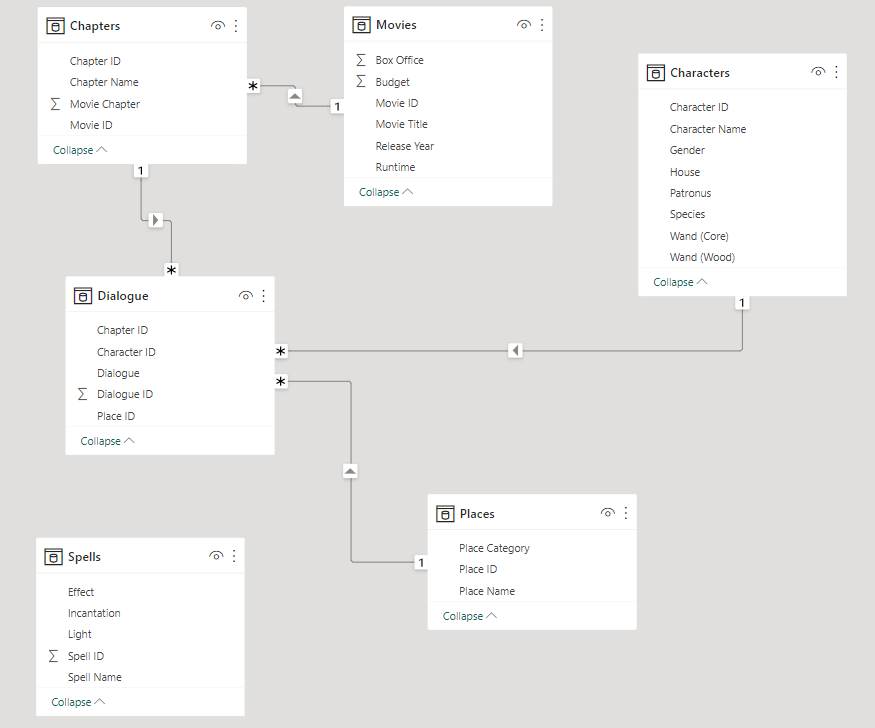 Chapters
Chapter ID
Chapter Name
∑ Movie Chapter
Movie ID
Collapse
Movies
∑ Box Office
∑ Budget
Movie ID
Movie Title
Release Year
Runtime
Collapse
Characters
Character ID
Character Name
Gender
House
Patronus
Species
Wand (Core)
Wand (Wood)
Collapse
*
1
1
*
1
Dialogue
Chapter ID
Character ID
Dialogue
∑ Dialogue ID
Place ID
Collapse
*
*
1
Places
Place Category
Place ID
Place Name
Collapse
Spells
Effect
Incantation
Light
∑ Spell ID
Spell Name
Collapse